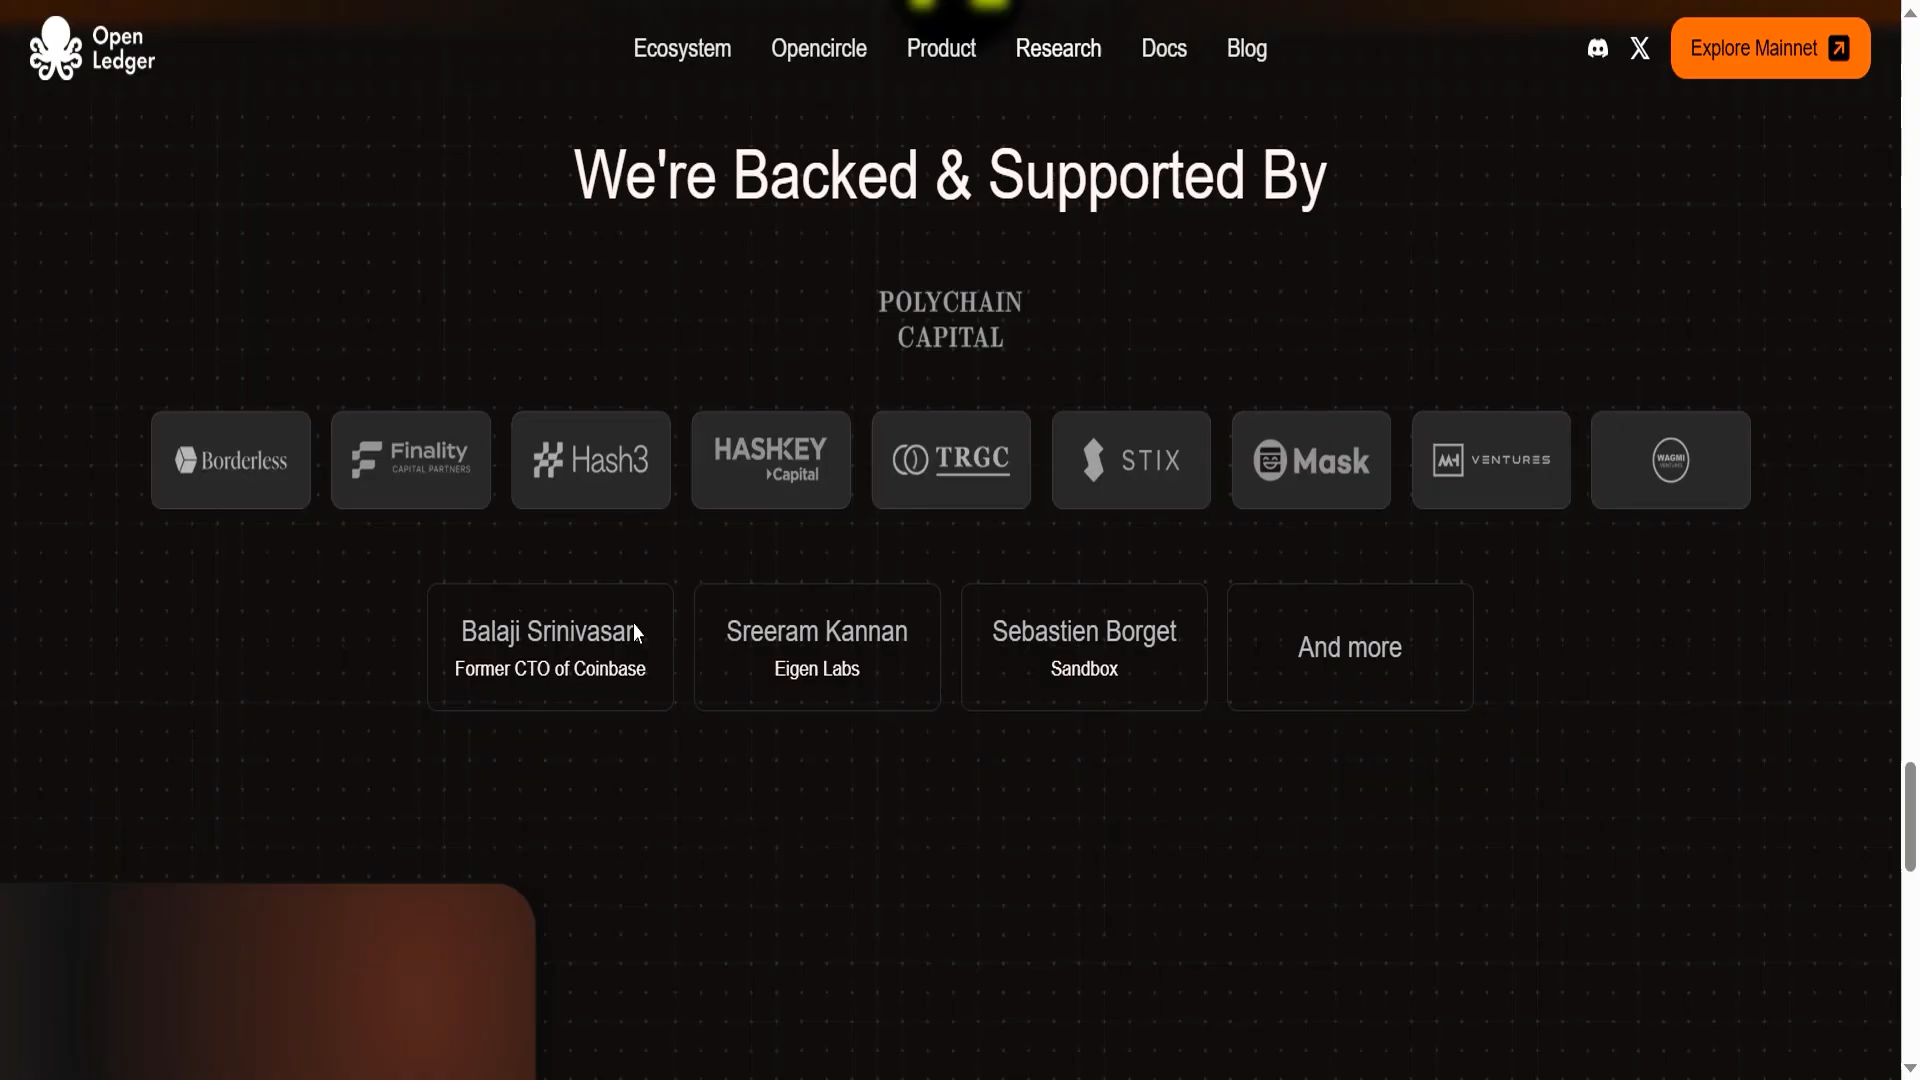 Open
Ledger
Ecosystem
Opencircle
Product
Research
Docs
Blog
Explore Mainnet
We're Backed & Supported By
POLYCHAIN
CAPITAL
Borderless
Finality
CAPITAL PARTNERS
Hash3
HASHKEY
Capital
TRGC
STIX
Mask
VENTURES
WAGMI
VENTURES
Balaji Srinivasan
Former CTO of Coinbase
Sreeram Kannan
Eigen Labs
Sebastien Borget
Sandbox
And more